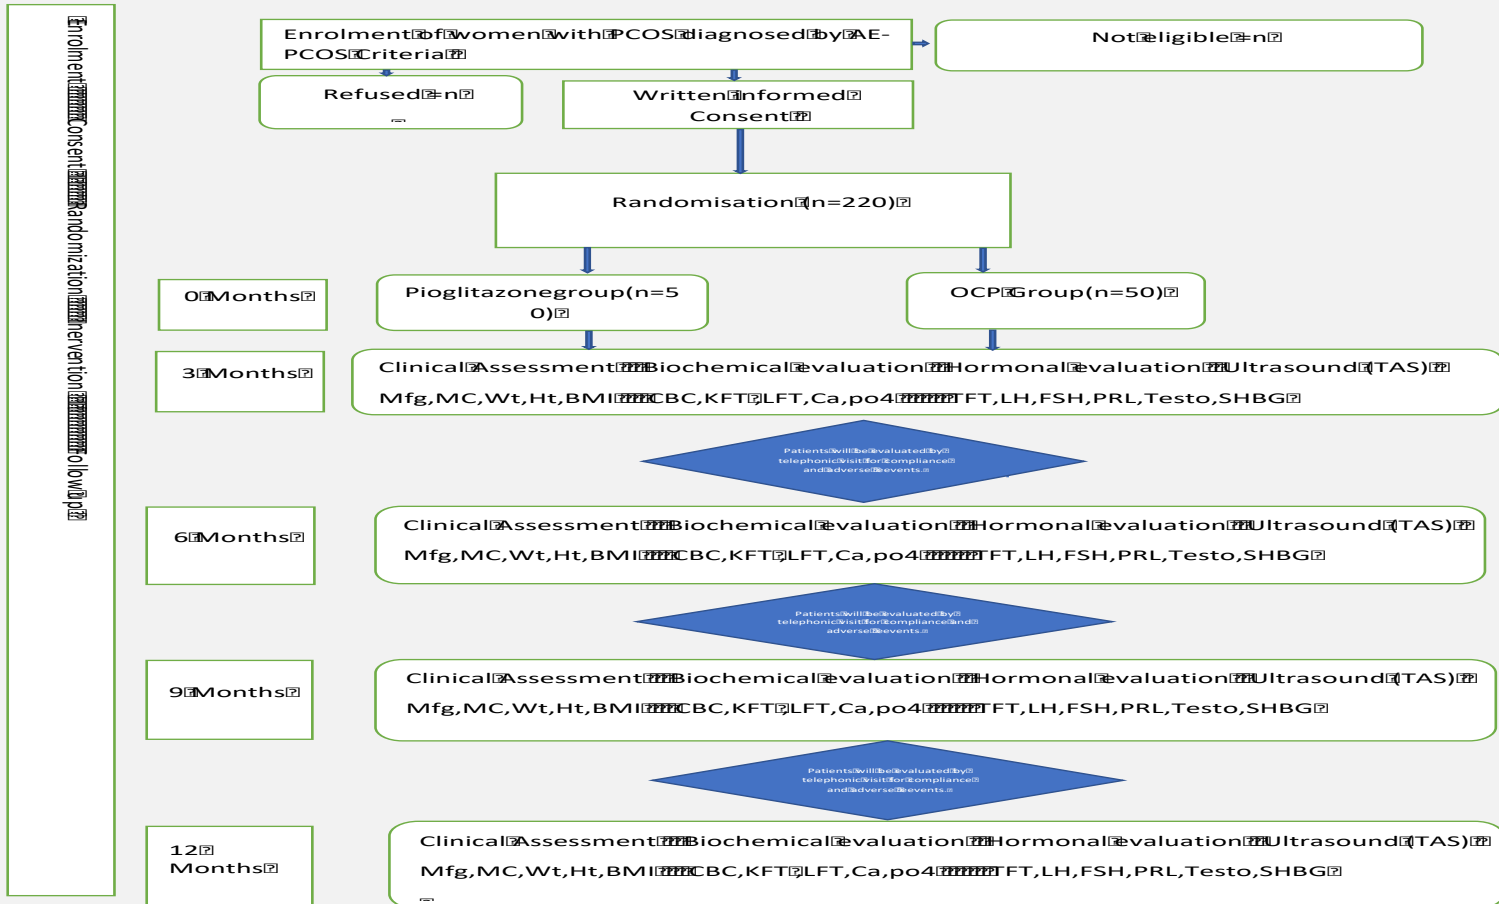 Enrolment of women with PCOS diagnosed by AE-
PCOS Criteria
Not eligible =n
Refused =n
Written informed
Consent
Randomisation (n=220)
Pioglitazonegroup(n=5
0)
OCP Group(n=50)
0 Months
3 Months
Clinical Assessment Biochemical evaluation Hormonal evaluation Ultrasound (TAS)
Mfg,MC,Wt,Ht,BMI CBC,KFT,LFT,Ca,po4 TFT,LH,FSH,PRL,Testo,SHBG
Patients will be evaluated by
telephonic visit for compliance
and adverse events.
6 Months
Clinical Assessment Biochemical evaluation Hormonal evaluation Ultrasound (TAS)
Mfg,MC,Wt,Ht,BMI CBC,KFT,LFT,Ca,po4 TFT,LH,FSH,PRL,Testo,SHBG
Patients will be evaluated by
telephonic visit for compliance and
adverse events.
9 Months
Clinical Assessment Biochemical evaluation Hormonal evaluation Ultrasound (TAS)
Mfg,MC,Wt,Ht,BMI CBC,KFT,LFT,Ca,po4 TFT,LH,FSH,PRL,Testo,SHBG
Patients will be evaluated by
telephonic visit for compliance
and adverse events.
12
Months
Clinical Assessment Biochemical evaluation Hormonal evaluation Ultrasound (TAS)
Mfg,MC,Wt,Ht,BMI CBC,KFT,LFT,Ca,po4 TFT,LH,FSH,PRL,Testo,SHBG
Enrolment Consent Randomization Inervention Follow up